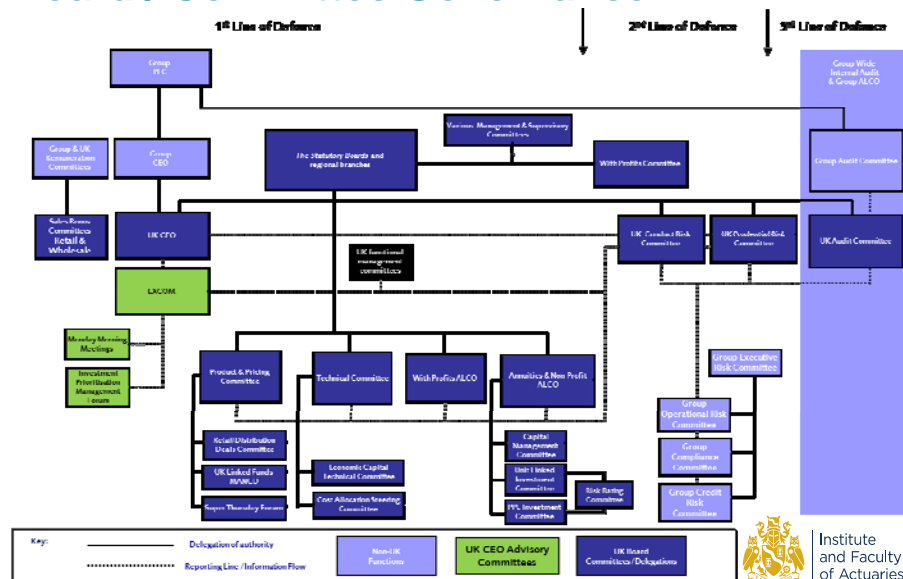 1st Line of Defence
2nd Line of Defence
3rd Line of Defence
Group
PLC
Group Wide
Internal Audit
& Group ALCO
Various Management & Supervisory
Committees
Group & UK
Remuneration
Committees
Group
CEO
The Statutory Boards and
regional branches
With Profits Committee
Group Audit Committee
Sales Bonus
Committees
Retail &
Wholesale
UK CEO
UK Conduct Risk
Committee
UK Prudential Risk
Committee
UK Audit Committee
UK functional
management
committees
EXCOM
Monday Morning
Meetings
Investment
Prioritisation
Management
Forum
Product & Pricing
Committee
Technical Committee
With Profits ALCO
Annuities & Non Profit
ALCO
Group Executive
Risk Committee
Group
Operational Risk
Committee
Group
Compliance
Committee
Group Credit
Risk
Committee
Retail Distribution
Deals Committee
UK Linked Funds
MANCO
Super Thursday Forum
Economic Capital
Technical Committee
Cost Allocation Steering
Committee
Capital
Management
Committee
Unit Linked
Investment
Committee
PPL Investment
Committee
Risk Rating
Committee
Key:
Delegation of authority
Reporting Line / Information Flow
Non-UK
Functions
UK CEO Advisory
Committees
UK Board
Committees / Delegations
Institute
and Faculty
of Actuaries